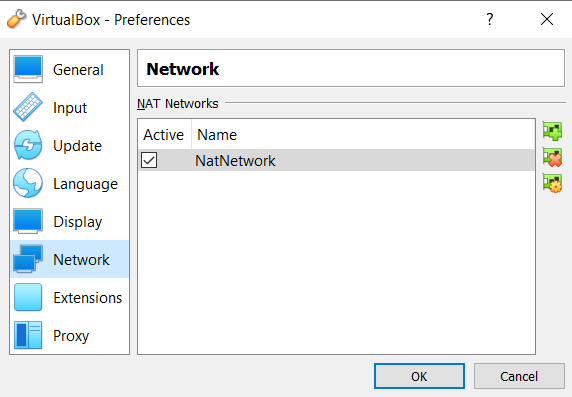 VirtualBox - Preferences
General
Input
Update
Language
Display
Network
Extensions
Proxy
Network
NAT Networks
Active Name
NatNetwork
OK Cancel